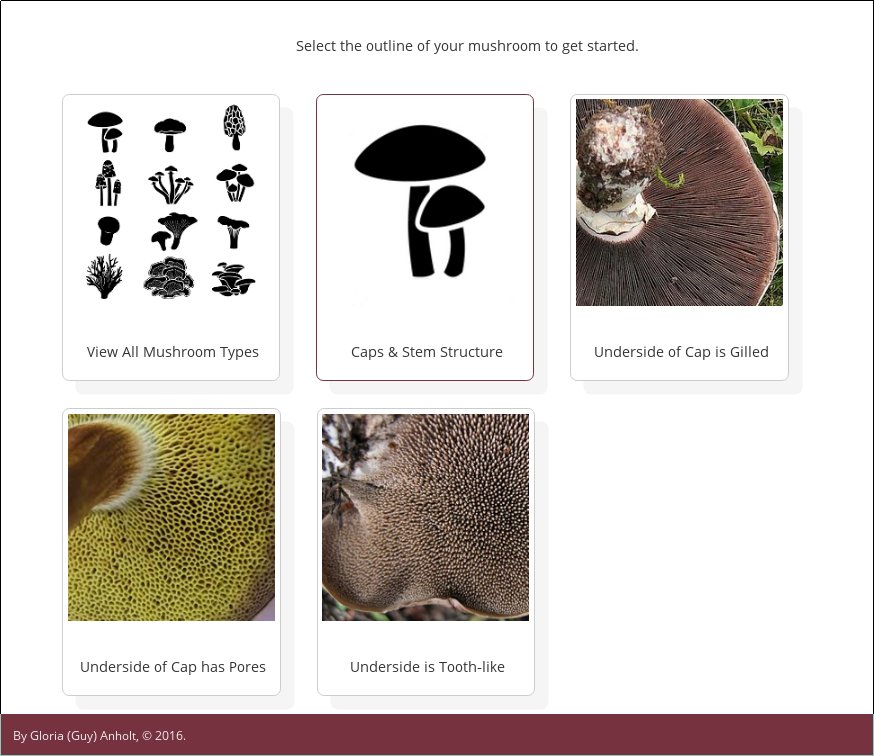 Select the outline of your mushroom to get started.
View All Mushroom Types
Caps & Stem Structure
Underside of Cap is Gilled
Underside of Cap has Pores
Underside is Tooth-like
By Gloria (Guy) Anholt, © 2016.